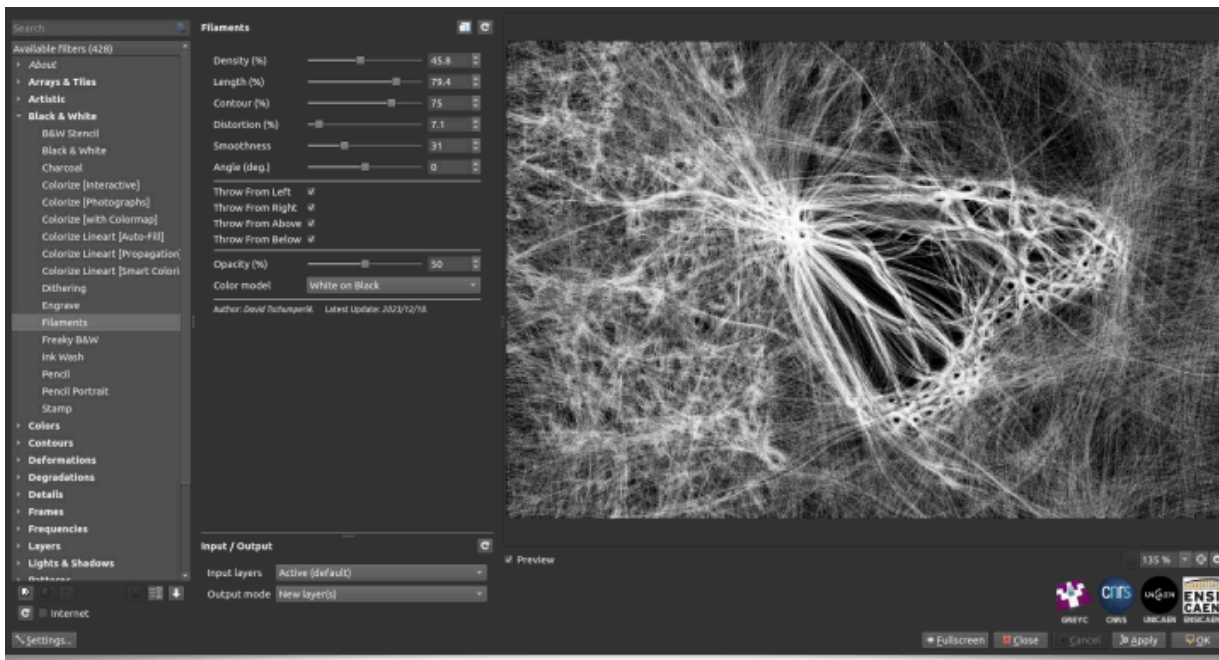 Search
Available filters (428)
About
Arrays & Tiles
Artistic
Black & White
B&W Stencil
Black & White
Charcoal
Colorize [Interactive]
Colorize [Photographs]
Colorize [with Colormap]
Colorize Lineart [Auto-Fill]
Colorize Lineart [Propagation]
Colorize Lineart [Smart Colori
Dithering
Engrave
Filaments
Freaky B&W
Ink Wash
Pencil
Pencil Portrait
Stamp
Colors
Contours
Deformations
Degradations
Details
Frames
Frequencies
Layers
Lights & Shadows
Patterns
Internet
Settings...
Filaments
Density (%) 45.8
Length (%) 79.4
Contour (%) 75
Distortion (%) 7.1
Smoothness 31
Angle (deg.) 0
Throw From Left
Throw From Right
Throw From Above
Throw From Below
Opacity (%) 50
Color model White on Black
Author: David Tschumperlé. Latest Update: 2023/12/18.
Input / Output
Input layers Active (default)
Output mode New layer(s)
Preview
135 %
GREYC
cnrs
CNRS
UNICAEN
UNICAEN
ENSI
CAEN
ENSICAEN
Fullscreen Close Cancel Apply OK